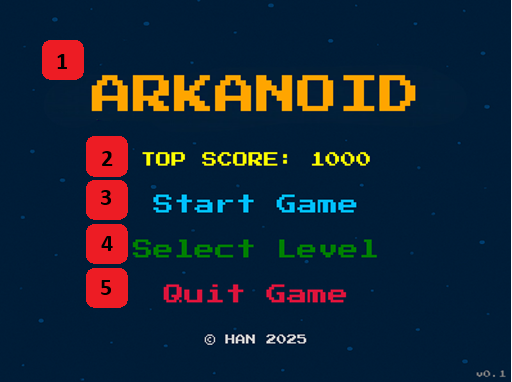 1
ARKANOID
2 TOP SCORE: 1000
3 Start Game
4 Select Level
5 Quit Game
© HAN 2025
v0.1